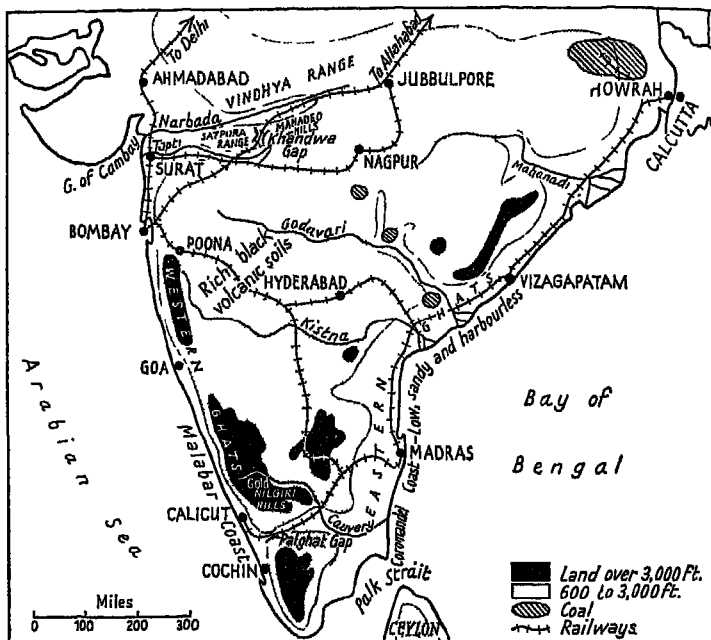 To Delhi
To Allahabad
AHMADABAD
VINDHYA RANGE
JUBBULPORE
HOWRAH
CALCUTTA
Narbada
SATPURA
RANGE
MAHADEO
HILLS
Khandwa
Gap
G. of Cambay
Tapti
SURAT
NAGPUR
Mahanadi
BOMBAY
POONA
Godavari
Rich black
volcanic soils
HYDERABAD
VIZAGAPATAM
Kistna
WESTERN
GHATS
EASTERN
GHATS
GOA
Arabian
Sea
Bay of
Bengal
Coromandel
Coast-Low, sandy and harbourless
MADRAS
Malabar
Coast
Gold
NILGIRI
HILLS
Cauvery
CALICUT
Palghat Gap
COCHIN
Palk Strait
CEYLON
Miles
0 100 200 300
Land over 3,000 Ft.
600 to 3,000 Ft.
Coal
Railways